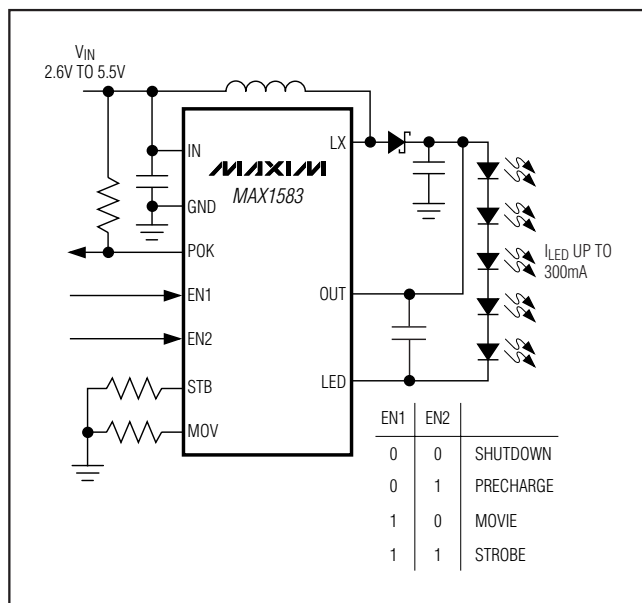 VIN
2.6V TO 5.5V
IN
LX
MAXIM
MAX1583
GND
POK
ILED UP TO
300mA
EN1
OUT
EN2
STB
LED
MOV
EN1 EN2
0 0 SHUTDOWN
0 1 PRECHARGE
1 0 MOVIE
1 1 STROBE